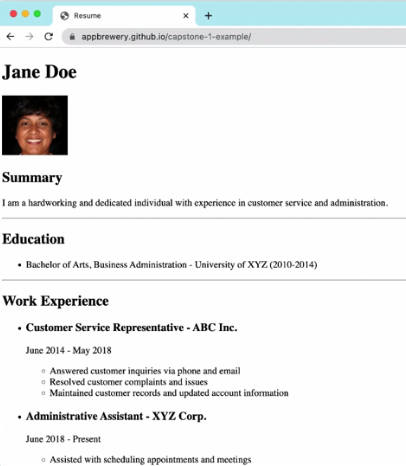 Resume
appbrewery.github.io/capstone-1-example/
Jane Doe
Summary
I am a hardworking and dedicated individual with experience in customer service and administration.
Education
Bachelor of Arts, Business Administration - University of XYZ (2010-2014)
Work Experience
Customer Service Representative - ABC Inc.
June 2014 - May 2018
Answered customer inquiries via phone and email
Resolved customer complaints and issues
Maintained customer records and updated account information
Administrative Assistant - XYZ Corp.
June 2018 - Present
Assisted with scheduling appointments and meetings